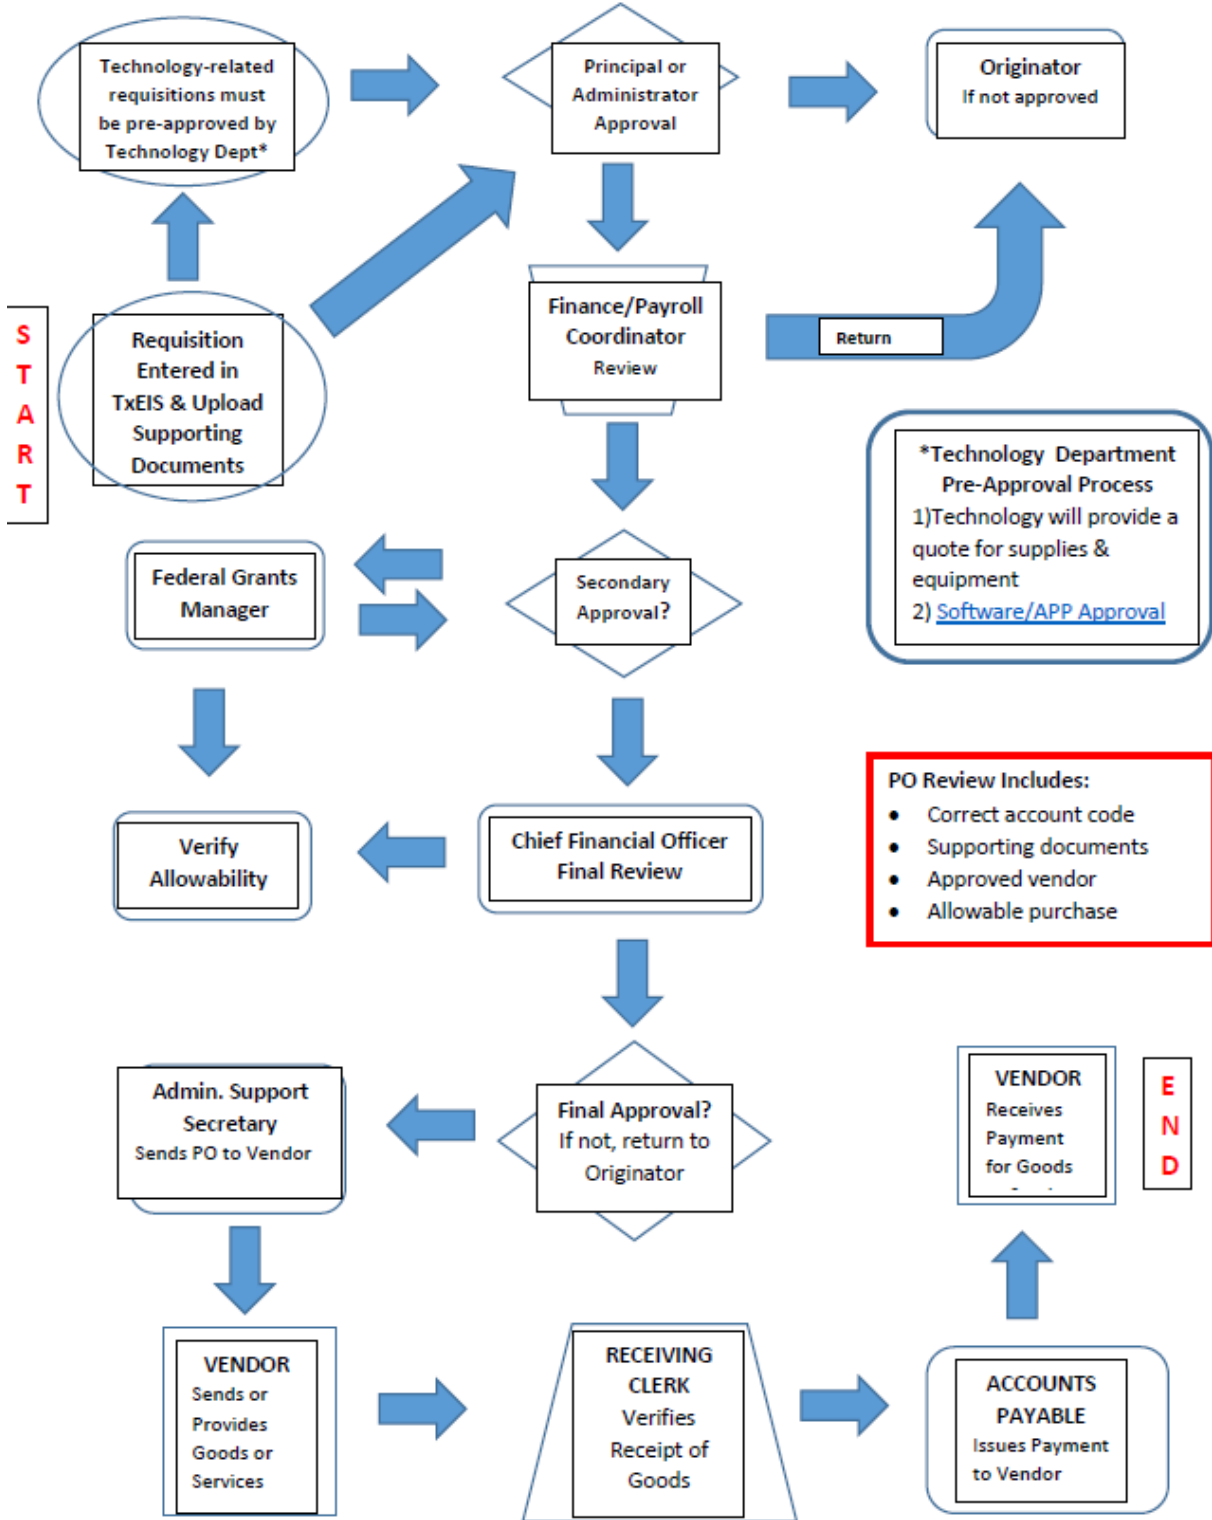 Technology-related
requisitions must
be pre-approved by
Technology Dept*
Principal or
Administrator
Approval
Originator
If not approved
S
T
A
R
T
Requisition
Entered in
TxEIS & Upload
Supporting
Documents
Finance/Payroll
Coordinator
Review
Return
*Technology Department
Pre-Approval Process
1)Technology will provide a
quote for supplies &
equipment
2) Software/APP Approval
Federal Grants
Manager
Secondary
Approval?
Verify
Allowability
Chief Financial Officer
Final Review
PO Review Includes:
• Correct account code
• Supporting documents
• Approved vendor
• Allowable purchase
Admin. Support
Secretary
Sends PO to Vendor
Final Approval?
If not, return to
Originator
VENDOR
Receives
Payment
for Goods
E
N
D
VENDOR
Sends or
Provides
Goods or
Services
RECEIVING
CLERK
Verifies
Receipt of
Goods
ACCOUNTS
PAYABLE
Issues Payment
to Vendor